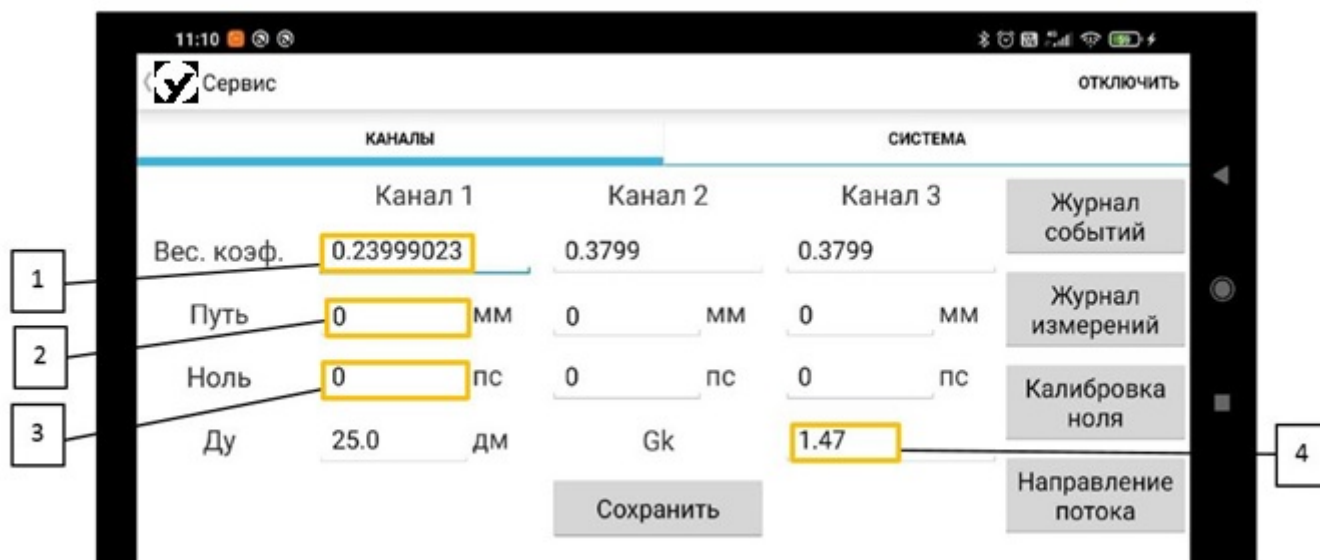 11:10
Сервис
ОТКЛЮЧИТЬ
КАНАЛЫ СИСТЕМА
Канал 1 Канал 2 Канал 3
Журнал
событий
Вес. коэф. 0.23999023 0.3799 0.3799
1
Путь 0 мм 0 мм 0 мм
Журнал
измерений
2
Ноль 0 пс 0 пс 0 пс
Калибровка
ноля
3
Ду 25.0 дм Gk 1.47
4
Сохранить
Направление
потока